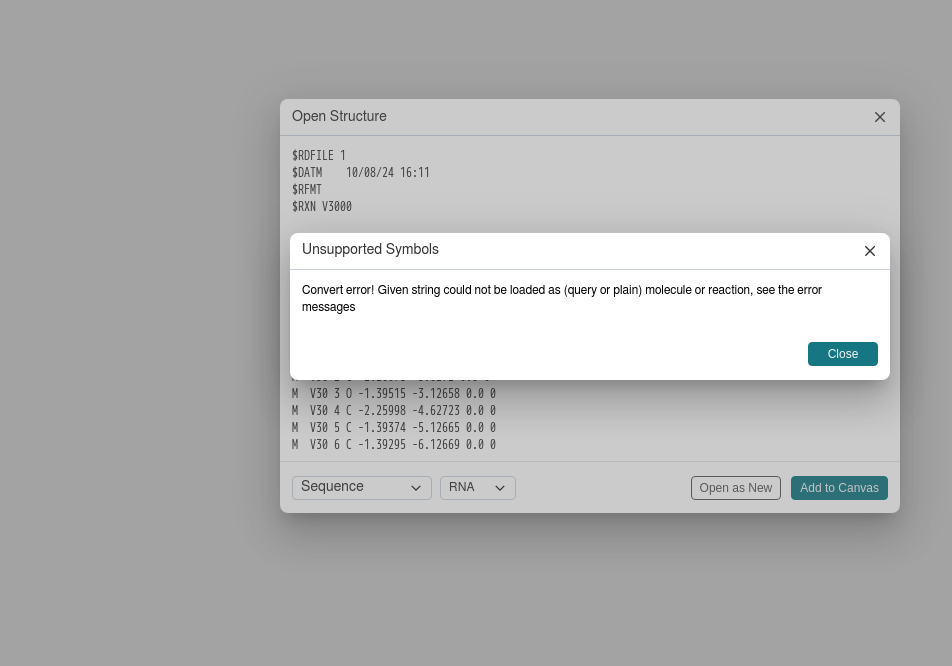 Open Structure
$RDFILE 1
$DATM    10/08/24 16:11
$RFMT
$RXN V3000
Unsupported Symbols
Convert error! Given string could not be loaded as (query or plain) molecule or reaction, see the error
messages
Close
M  V30 3 O -1.39515 -3.12658 0.0 0
M  V30 4 C -2.25998 -4.62723 0.0 0
M  V30 5 C -1.39374 -5.12665 0.0 0
M  V30 6 C -1.39295 -6.12669 0.0 0
Sequence RNA Open as New Add to Canvas